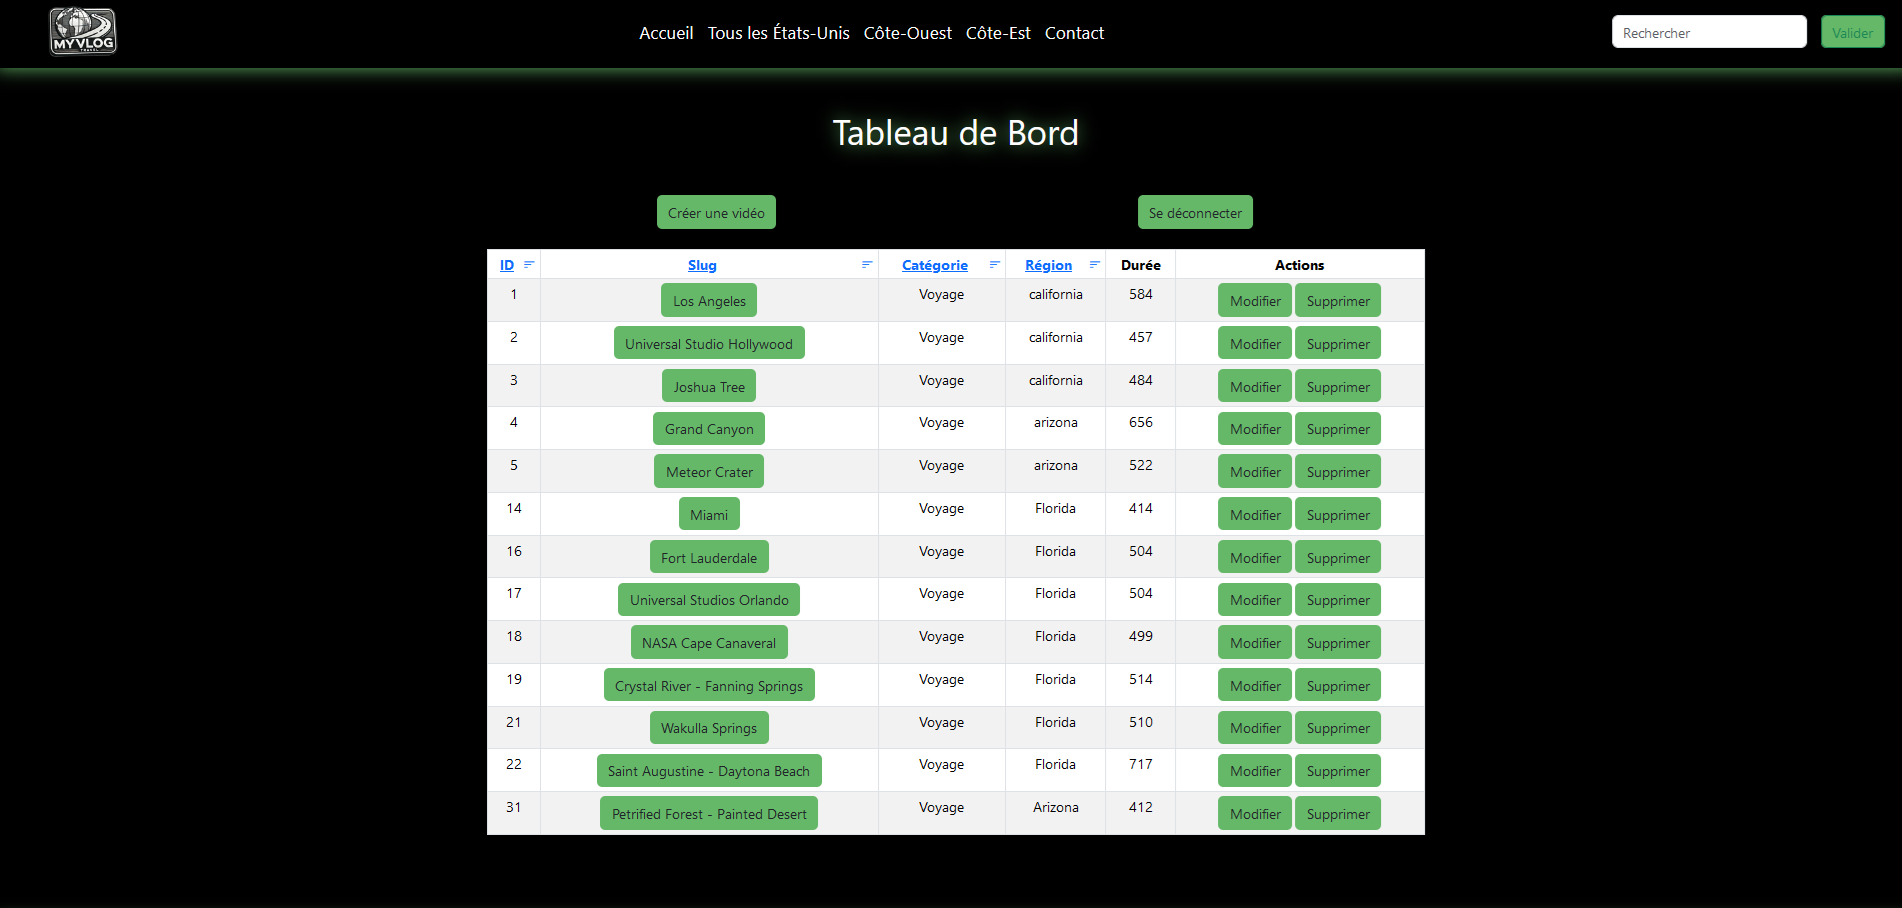 MYVLOG
TRAVEL
Accueil Tous les États-Unis Côte-Ouest Côte-Est Contact
Rechercher Valider
Tableau de Bord
Créer une vidéo Se déconnecter
ID Slug Catégorie Région Durée Actions
1 Los Angeles Voyage california 584 Modifier Supprimer
2 Universal Studio Hollywood Voyage california 457 Modifier Supprimer
3 Joshua Tree Voyage california 484 Modifier Supprimer
4 Grand Canyon Voyage arizona 656 Modifier Supprimer
5 Meteor Crater Voyage arizona 522 Modifier Supprimer
14 Miami Voyage Florida 414 Modifier Supprimer
16 Fort Lauderdale Voyage Florida 504 Modifier Supprimer
17 Universal Studios Orlando Voyage Florida 504 Modifier Supprimer
18 NASA Cape Canaveral Voyage Florida 499 Modifier Supprimer
19 Crystal River - Fanning Springs Voyage Florida 514 Modifier Supprimer
21 Wakulla Springs Voyage Florida 510 Modifier Supprimer
22 Saint Augustine - Daytona Beach Voyage Florida 717 Modifier Supprimer
31 Petrified Forest - Painted Desert Voyage Arizona 412 Modifier Supprimer